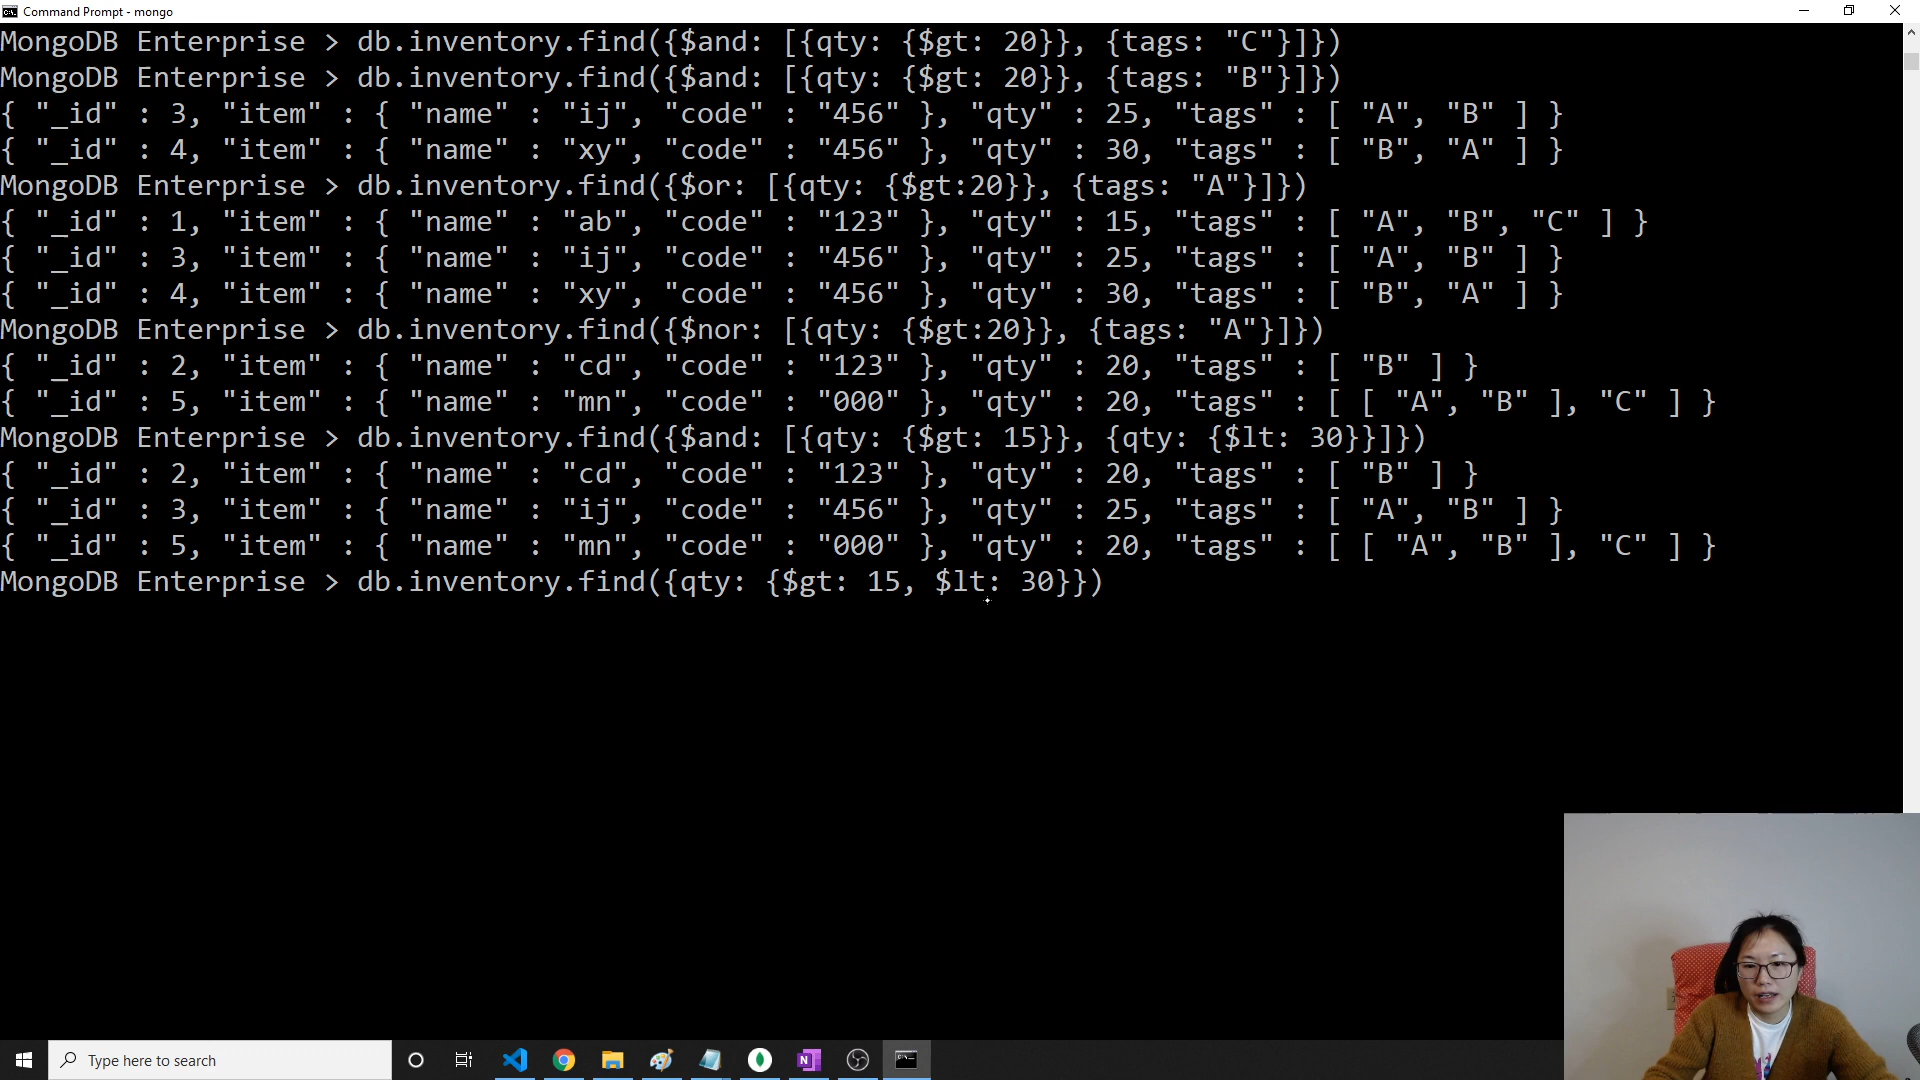 Command Prompt - mongo
MongoDB Enterprise > db.inventory.find({$and: [{qty: {$gt: 20}}, {tags: "C"}]})
MongoDB Enterprise > db.inventory.find({$and: [{qty: {$gt: 20}}, {tags: "B"}]})
{ "_id" : 3, "item" : { "name" : "ij", "code" : "456" }, "qty" : 25, "tags" : [ "A", "B" ] }
{ "_id" : 4, "item" : { "name" : "xy", "code" : "456" }, "qty" : 30, "tags" : [ "B", "A" ] }
MongoDB Enterprise > db.inventory.find({$or: [{qty: {$gt:20}}, {tags: "A"}]})
{ "_id" : 1, "item" : { "name" : "ab", "code" : "123" }, "qty" : 15, "tags" : [ "A", "B", "C" ] }
{ "_id" : 3, "item" : { "name" : "ij", "code" : "456" }, "qty" : 25, "tags" : [ "A", "B" ] }
{ "_id" : 4, "item" : { "name" : "xy", "code" : "456" }, "qty" : 30, "tags" : [ "B", "A" ] }
MongoDB Enterprise > db.inventory.find({$nor: [{qty: {$gt:20}}, {tags: "A"}]})
{ "_id" : 2, "item" : { "name" : "cd", "code" : "123" }, "qty" : 20, "tags" : [ "B" ] }
{ "_id" : 5, "item" : { "name" : "mn", "code" : "000" }, "qty" : 20, "tags" : [ [ "A", "B" ], "C" ] }
MongoDB Enterprise > db.inventory.find({$and: [{qty: {$gt: 15}}, {qty: {$lt: 30}}]})
{ "_id" : 2, "item" : { "name" : "cd", "code" : "123" }, "qty" : 20, "tags" : [ "B" ] }
{ "_id" : 3, "item" : { "name" : "ij", "code" : "456" }, "qty" : 25, "tags" : [ "A", "B" ] }
{ "_id" : 5, "item" : { "name" : "mn", "code" : "000" }, "qty" : 20, "tags" : [ [ "A", "B" ], "C" ] }
MongoDB Enterprise > db.inventory.find({qty: {$gt: 15, $lt: 30}})
Type here to search